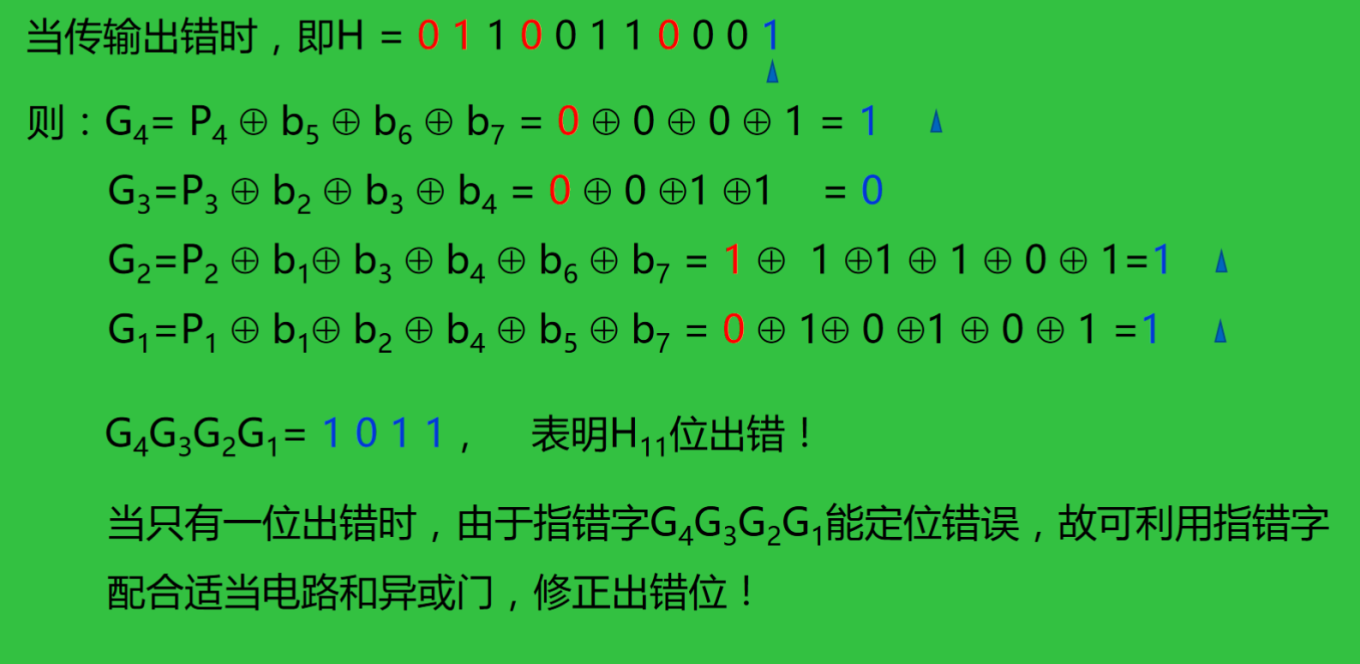 当传输出错时，即H = 0 1 1 0 0 1 1 0 0 0 1
则：G₄= P₄ ⊕ b₅ ⊕ b₆ ⊕ b₇ = 0 ⊕ 0 ⊕ 0 ⊕ 1 = 1
G₃=P₃ ⊕ b₂ ⊕ b₃ ⊕ b₄ = 0 ⊕ 0 ⊕1 ⊕1 = 0
G₂=P₂ ⊕ b₁⊕ b₃ ⊕ b₄ ⊕ b₆ ⊕ b₇ = 1 ⊕ 1 ⊕1 ⊕ 1 ⊕ 0 ⊕ 1=1
G₁=P₁ ⊕ b₁⊕ b₂ ⊕ b₄ ⊕ b₅ ⊕ b₇ = 0 ⊕ 1⊕ 0 ⊕1 ⊕ 0 ⊕ 1 =1
G₄G₃G₂G₁= 1 0 1 1， 表明H₁₁位出错！
当只有一位出错时，由于指错字G₄G₃G₂G₁能定位错误，故可利用指错字
配合适当电路和异或门，修正出错位！